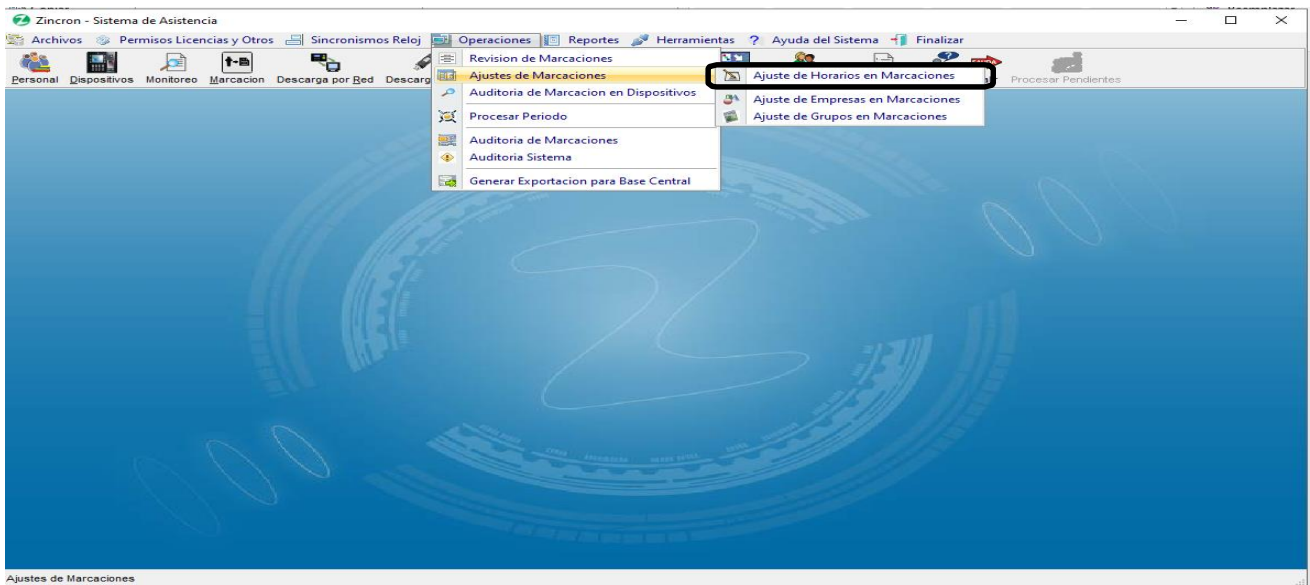 Zincron - Sistema de Asistencia
Archivos Permisos Licencias y Otros Sincronismos Reloj Operaciones Reportes Herramientas ? Ayuda del Sistema Finalizar
Personal Dispositivos Monitoreo Marcacion Descarga por Red Descarg Procesar Pendientes
Revision de Marcaciones
Ajustes de Marcaciones
Auditoria de Marcacion en Dispositivos
Procesar Periodo
Auditoria de Marcaciones
Auditoria Sistema
Generar Exportacion para Base Central
Ajuste de Horarios en Marcaciones
Ajuste de Empresas en Marcaciones
Ajuste de Grupos en Marcaciones
Ajustes de Marcaciones